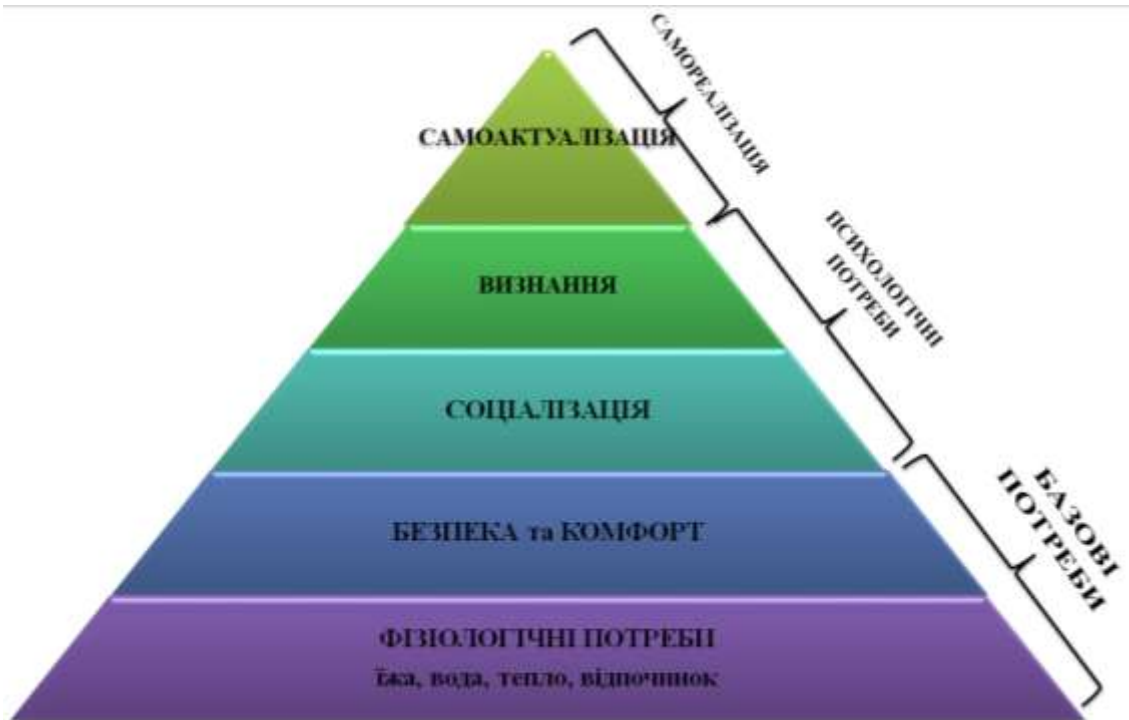 САМОРЕАЛІЗАЦІЯ
САМОАКТУАЛІЗАЦІЯ
ПСИХОЛОГІЧНІ
ПОТРЕБИ
ВИЗНАННЯ
СОЦІАЛІЗАЦІЯ
БАЗОВІ
ПОТРЕБИ
БЕЗПЕКА та КОМФОРТ
ФІЗІОЛОГІЧНІ ПОТРЕБИ
їжа, вода, тепло, відпочинок